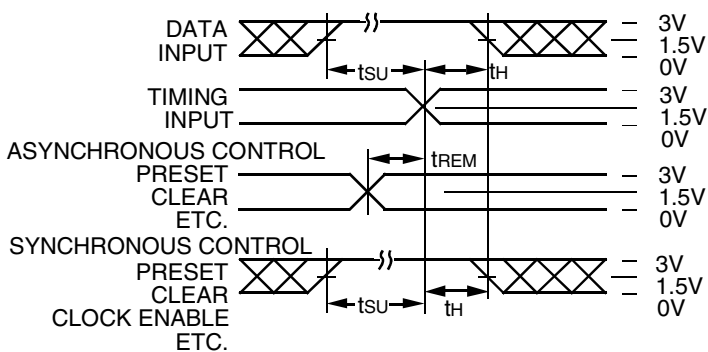 DATA
INPUT
3V
1.5V
0V
tSU
tH
TIMING
INPUT
3V
1.5V
0V
ASYNCHRONOUS CONTROL
tREM
PRESET
CLEAR
ETC.
3V
1.5V
0V
SYNCHRONOUS CONTROL
PRESET
CLEAR
CLOCK ENABLE
ETC.
3V
1.5V
0V
tSU
tH